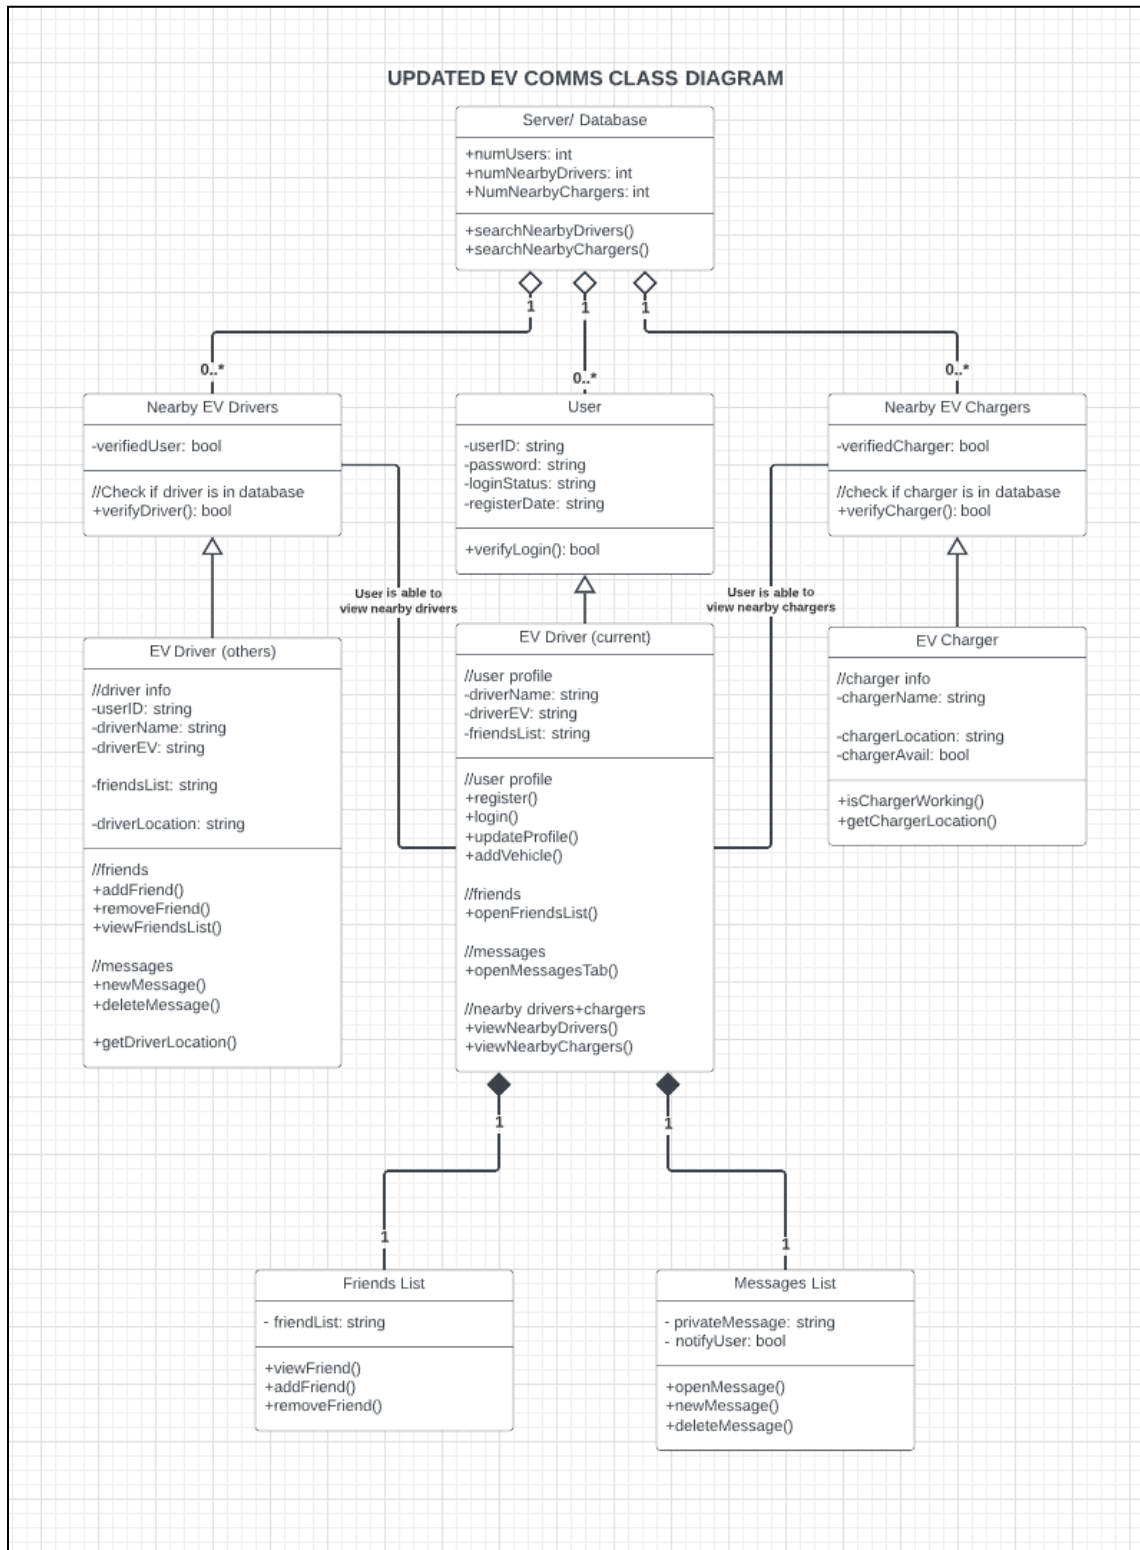 UPDATED EV COMMS CLASS DIAGRAM
Server/ Database
+numUsers: int
+numNearbyDrivers: int
+NumNearbyChargers: int
+searchNearbyDrivers()
+searchNearbyChargers()
1
1
1
0..*
0..*
0..*
Nearby EV Drivers
-verifiedUser: bool
//Check if driver is in database
+verifyDriver(): bool
User
-userID: string
-password: string
-loginStatus: string
-registerDate: string
+verifyLogin(): bool
Nearby EV Chargers
-verifiedCharger: bool
//check if charger is in database
+verifyCharger(): bool
User is able to
view nearby drivers
User is able to
view nearby chargers
EV Driver (others)
//driver info
-userID: string
-driverName: string
-driverEV: string
-friendsList: string
-driverLocation: string
//friends
+addFriend()
+removeFriend()
+viewFriendsList()
//messages
+newMessage()
+deleteMessage()
+getDriverLocation()
EV Driver (current)
//user profile
-driverName: string
-driverEV: string
-friendsList: string
//user profile
+register()
+login()
+updateProfile()
+addVehicle()
//friends
+openFriendsList()
//messages
+openMessagesTab()
//nearby drivers+chargers
+viewNearbyDrivers()
+viewNearbyChargers()
EV Charger
//charger info
-chargerName: string
-chargerLocation: string
-chargerAvail: bool
+isChargerWorking()
+getChargerLocation()
1
1
1
1
Friends List
- friendList: string
+viewFriend()
+addFriend()
+removeFriend()
Messages List
- privateMessage: string
- notifyUser: bool
+openMessage()
+newMessage()
+deleteMessage()